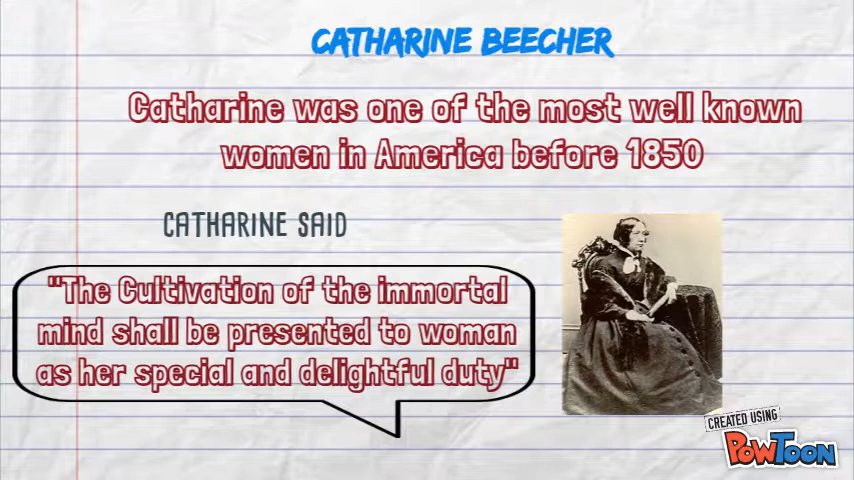 CATHARINE BEECHER
Catharine was one of the most well known
women in America before 1850
CATHARINE SAID
"The Cultivation of the immortal
mind shall be presented to woman
as her special and delightful duty"
CREATED USING
POWTOON